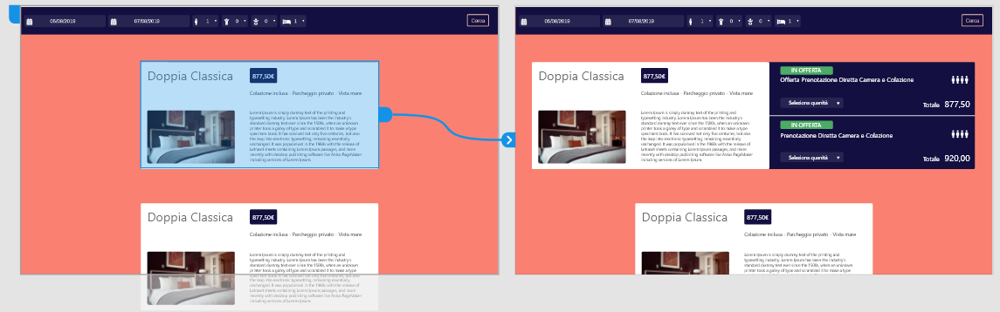 05/08/2019 07/08/2019 1 0 0 1 Cerca
Doppia Classica
877,50€
Colazione inclusa - Parcheggio privato - Vista mare
Lorem Ipsum is simply dummy text of the printing and
typesetting industry. Lorem Ipsum has been the industry's
standard dummy text ever since the 1500s, when an unknown
printer took a galley of type and scrambled it to make a type
specimen book. It has survived not only five centuries, but also
the leap into electronic typesetting, remaining essentially
unchanged. It was popularised in the 1960s with the release of
Letraset sheets containing Lorem Ipsum passages, and more
recently with desktop publishing software like Aldus PageMaker
including versions of Lorem Ipsum.
Doppia Classica
877,50€
Colazione inclusa - Parcheggio privato - Vista mare
Lorem Ipsum is simply dummy text of the printing and
typesetting industry. Lorem Ipsum has been the industry's
standard dummy text ever since the 1500s, when an unknown
printer took a galley of type and scrambled it to make a type
specimen book. It has survived not only five centuries, but also
the leap into electronic typesetting, remaining essentially
unchanged. It was popularised in the 1960s with the release of
Letraset sheets containing Lorem Ipsum passages, and more
recently with desktop publishing software like Aldus PageMaker
including versions of Lorem Ipsum.
05/08/2019 07/08/2019 1 0 0 1 Cerca
Doppia Classica
877,50€
Colazione inclusa - Parcheggio privato - Vista mare
Lorem Ipsum is simply dummy text of the printing and
typesetting industry. Lorem Ipsum has been the industry's
standard dummy text ever since the 1500s, when an unknown
printer took a galley of type and scrambled it to make a type
specimen book. It has survived not only five centuries, but also
the leap into electronic typesetting, remaining essentially
unchanged. It was popularised in the 1960s with the release of
Letraset sheets containing Lorem Ipsum passages, and more
recently with desktop publishing software like Aldus PageMaker
including versions of Lorem Ipsum.
IN OFFERTA
Offerta Prenotazione Diretta Camera e Colazione
Seleziona quantità
Totale 877,50
IN OFFERTA
Prenotazione Diretta Camera e Colazione
Seleziona quantità
Totale 920,00
Doppia Classica
877,50€
Colazione inclusa - Parcheggio privato - Vista mare
Lorem Ipsum is simply dummy text of the printing and
typesetting industry. Lorem Ipsum has been the industry's
standard dummy text ever since the 1500s, when an unknown
printer took a galley of type and scrambled it to make a type